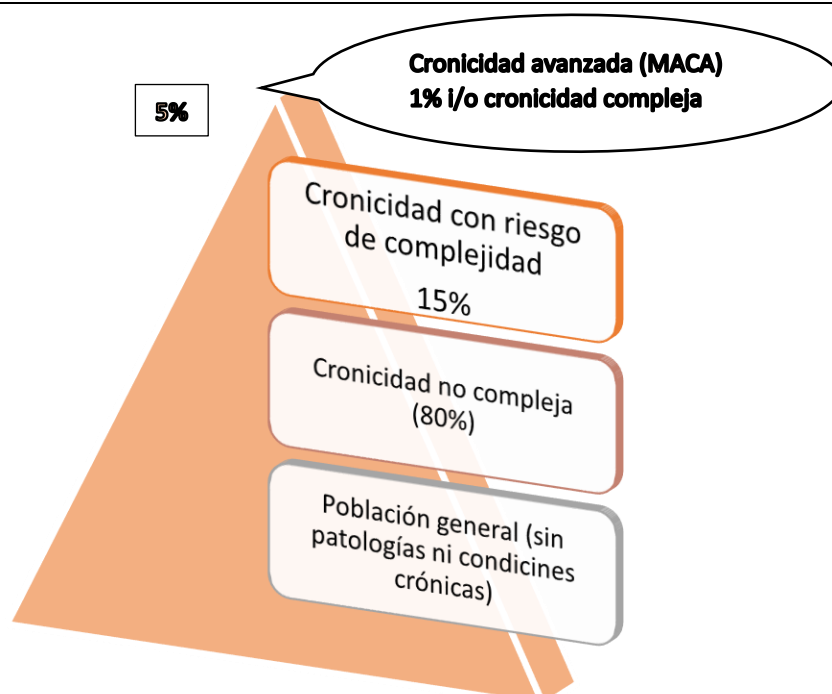 Cronicidad avanzada (MACA)
1% i/o cronicidad compleja
5%
Cronicidad con riesgo
de complejidad
15%
Cronicidad no compleja
(80%)
Población general (sin
patologías ni condicines
crónicas)